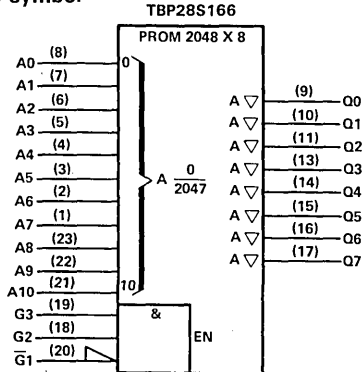 symbol
TBP28S166
PROM 2048 X 8
A0 (8) 0
A1 (7)
A2 (6)
A3 (5)
A4 (4)
A5 (3)
A6 (2)
A7 (1)
A8 (23)
A9 (22)
A10 (21) 10
A 0
2047
G3 (19) &
G2 (18) EN
G̅1 (20)
A ▽ (9) Q0
A ▽ (10) Q1
A ▽ (11) Q2
A ▽ (13) Q3
A ▽ (14) Q4
A ▽ (15) Q5
A ▽ (16) Q6
A ▽ (17) Q7